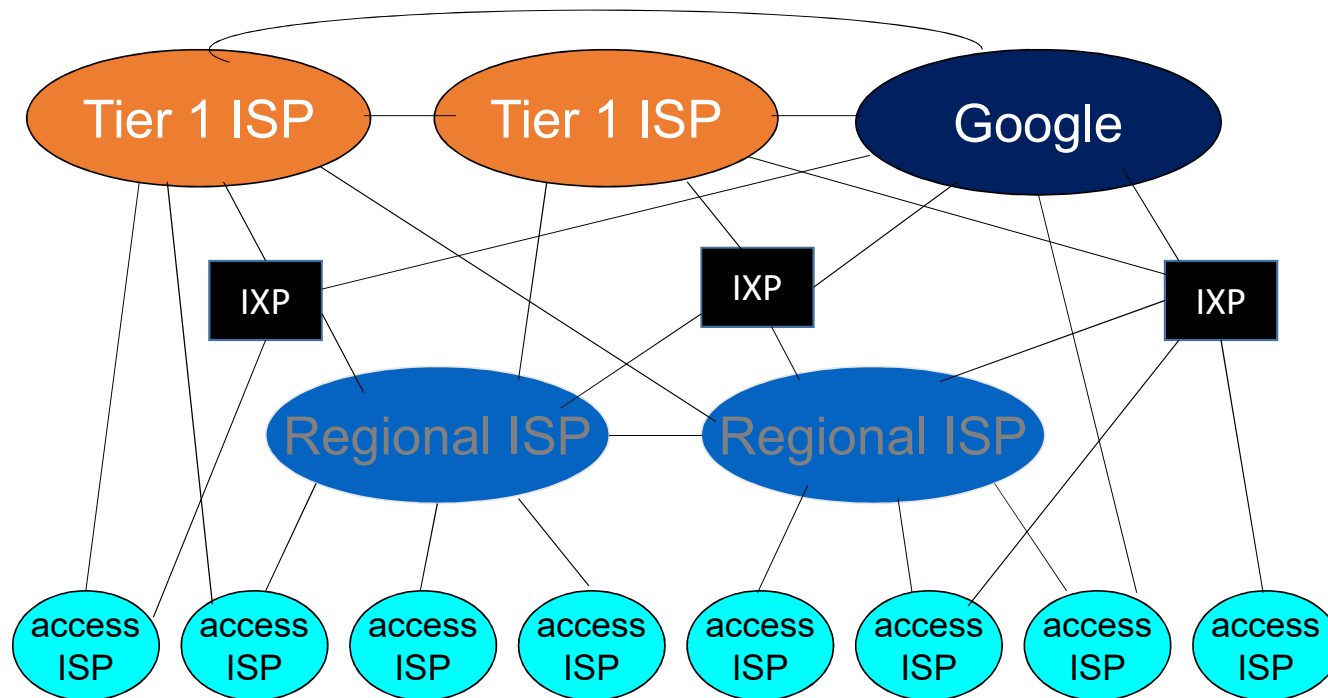 Tier 1 ISP
Tier 1 ISP
Google
IXP
IXP
IXP
Regional ISP
Regional ISP
access
ISP
access
ISP
access
ISP
access
ISP
access
ISP
access
ISP
access
ISP
access
ISP